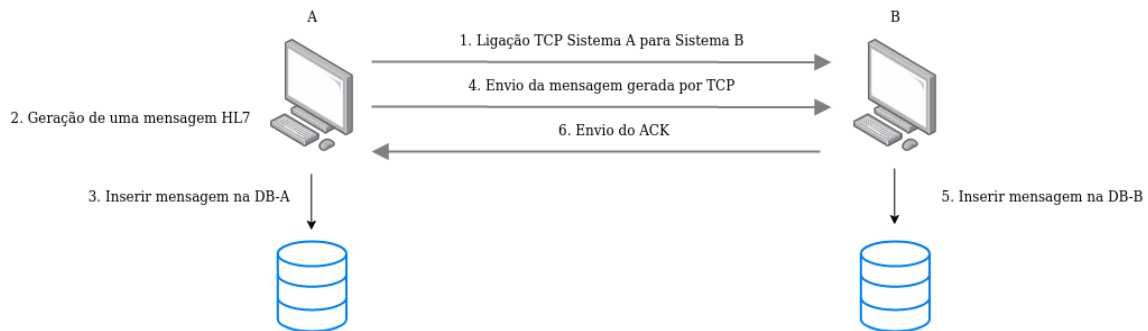 A
B
1. Ligação TCP Sistema A para Sistema B
4. Envio da mensagem gerada por TCP
2. Geração de uma mensagem HL7
6. Envio do ACK
3. Inserir mensagem na DB-A
5. Inserir mensagem na DB-B